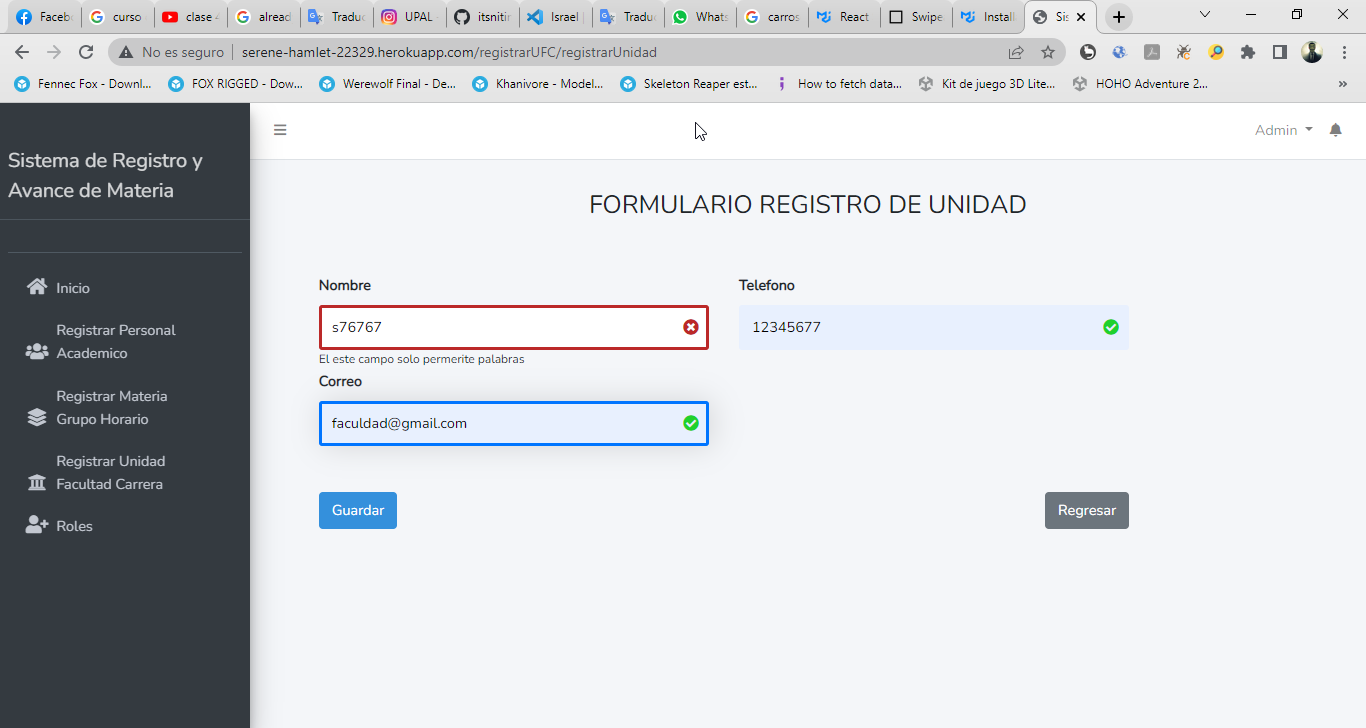 Faceb
curso
clase
alread
Traduc
UPAL
itsnitin
Israel
Traduc
Whats
carros
React
Swipe
Install
Sis
No es seguro
serene-hamlet-22329.herokuapp.com/registrarUFC/registrarUnidad
Fennec Fox - Downl...
FOX RIGGED - Dow...
Werewolf Final - De...
Khanivore - Model...
Skeleton Reaper est...
How to fetch data...
Kit de juego 3D Lite...
HOHO Adventure 2...
»
Sistema de Registro y
Avance de Materia
Inicio
Registrar Personal
Academico
Registrar Materia
Grupo Horario
Registrar Unidad
Facultad Carrera
Roles
Admin
FORMULARIO REGISTRO DE UNIDAD
Nombre
Telefono
s76767
12345677
El este campo solo permerite palabras
Correo
faculdad@gmail.com
Guardar
Regresar